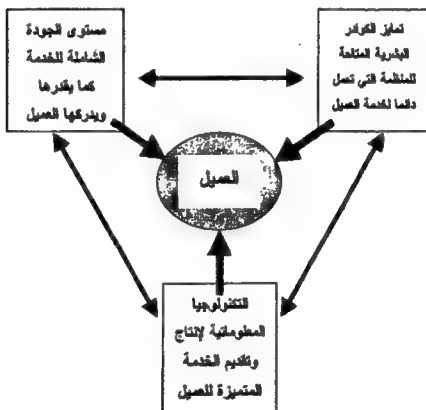 تمايز الكوادر
البشرية المتاحة
للمنظمة التي تعمل
دائما لخدمة العميل
مستوى الجودة
الشاملة للخدمة
كما يقدرها
ويدركها العميل
العميل
التكنولوجيا
المعلوماتية لإنتاج
وتقديم الخدمة
المتميزة للعميل